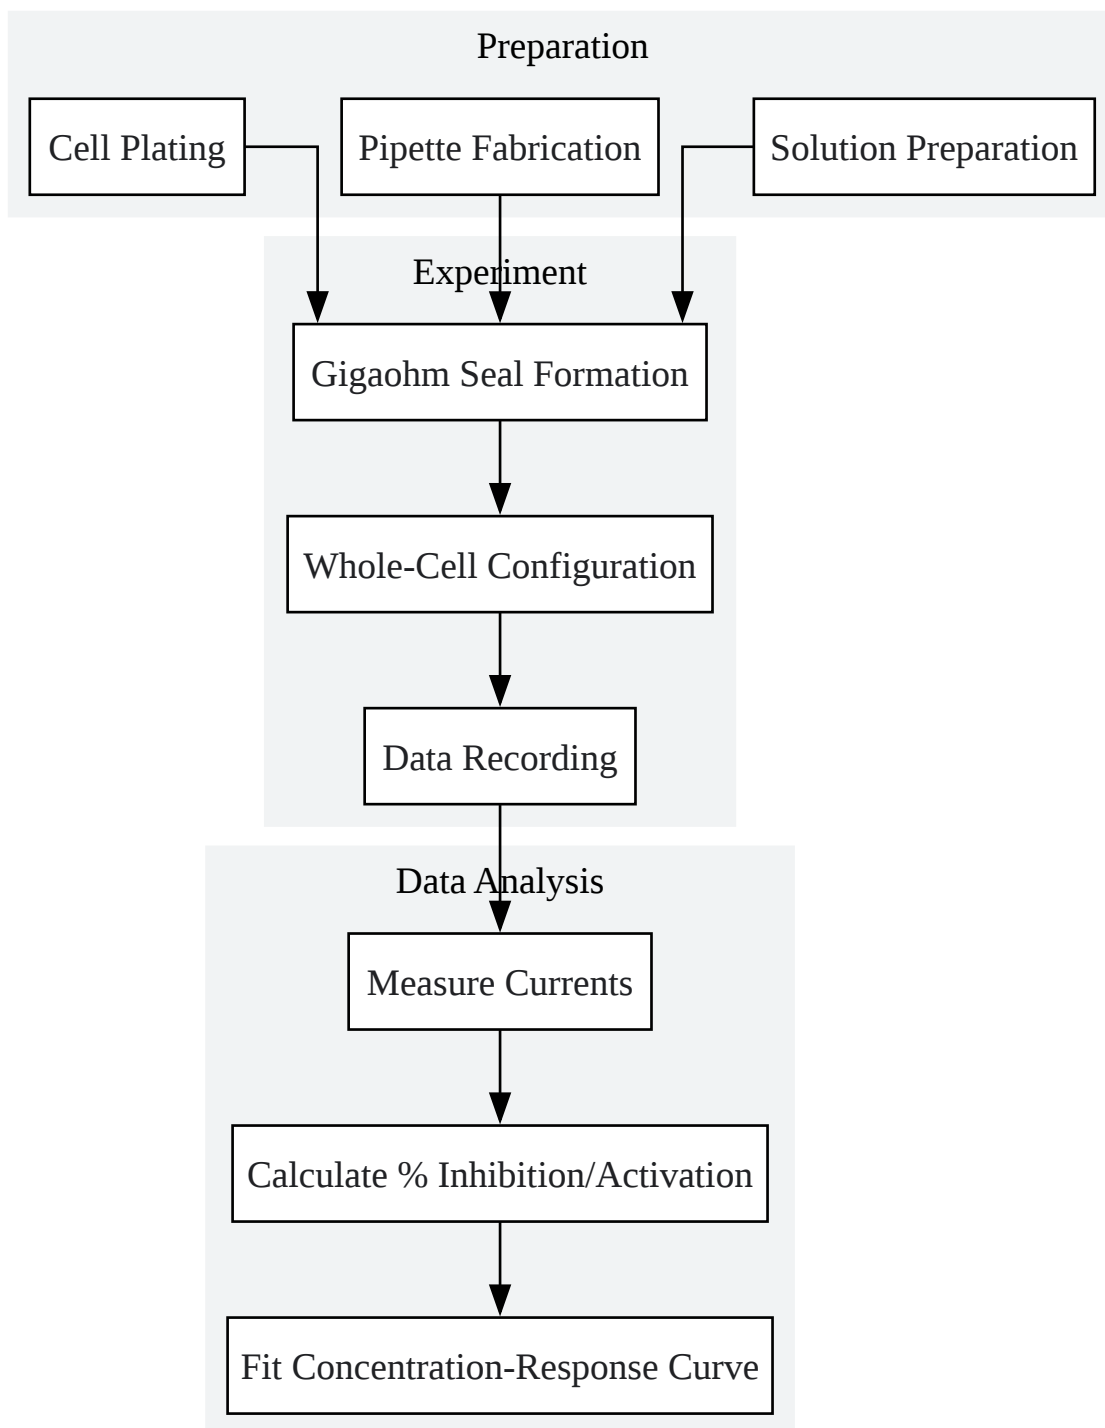 Preparation
Cell Plating
Pipette Fabrication
Solution Preparation
Experiment
Gigaohm Seal Formation
Whole-Cell Configuration
Data Recording
Data Analysis
Measure Currents
Calculate % Inhibition/Activation
Fit Concentration-Response Curve